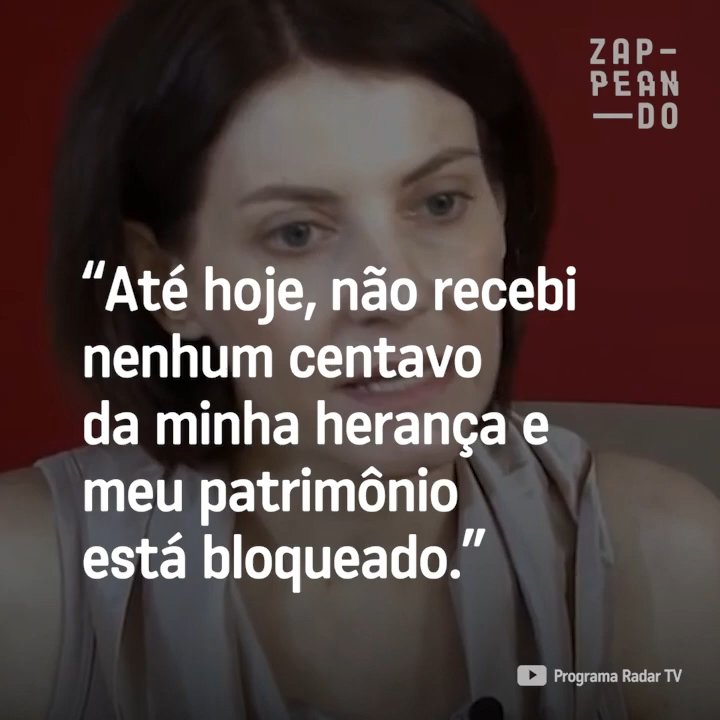 ZAP-
PEAN
—DO
“Até hoje, não recebi
nenhum centavo
da minha herança e
meu patrimônio
está bloqueado.”
Programa Radar TV